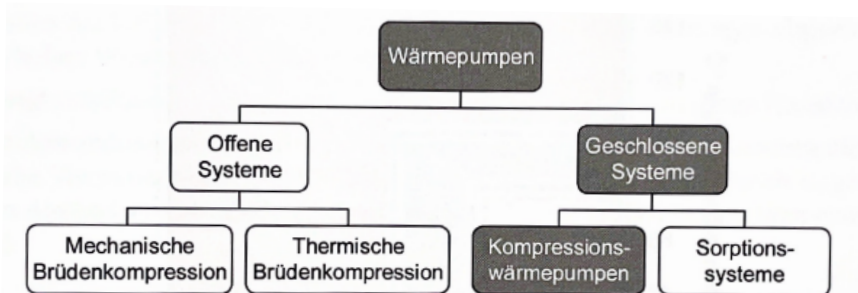 Wärmepumpen
Offene
Systeme
Geschlossene
Systeme
Mechanische
Brüdenkompression
Thermische
Brüdenkompression
Kompressions-
wärmepumpen
Sorptions-
systeme